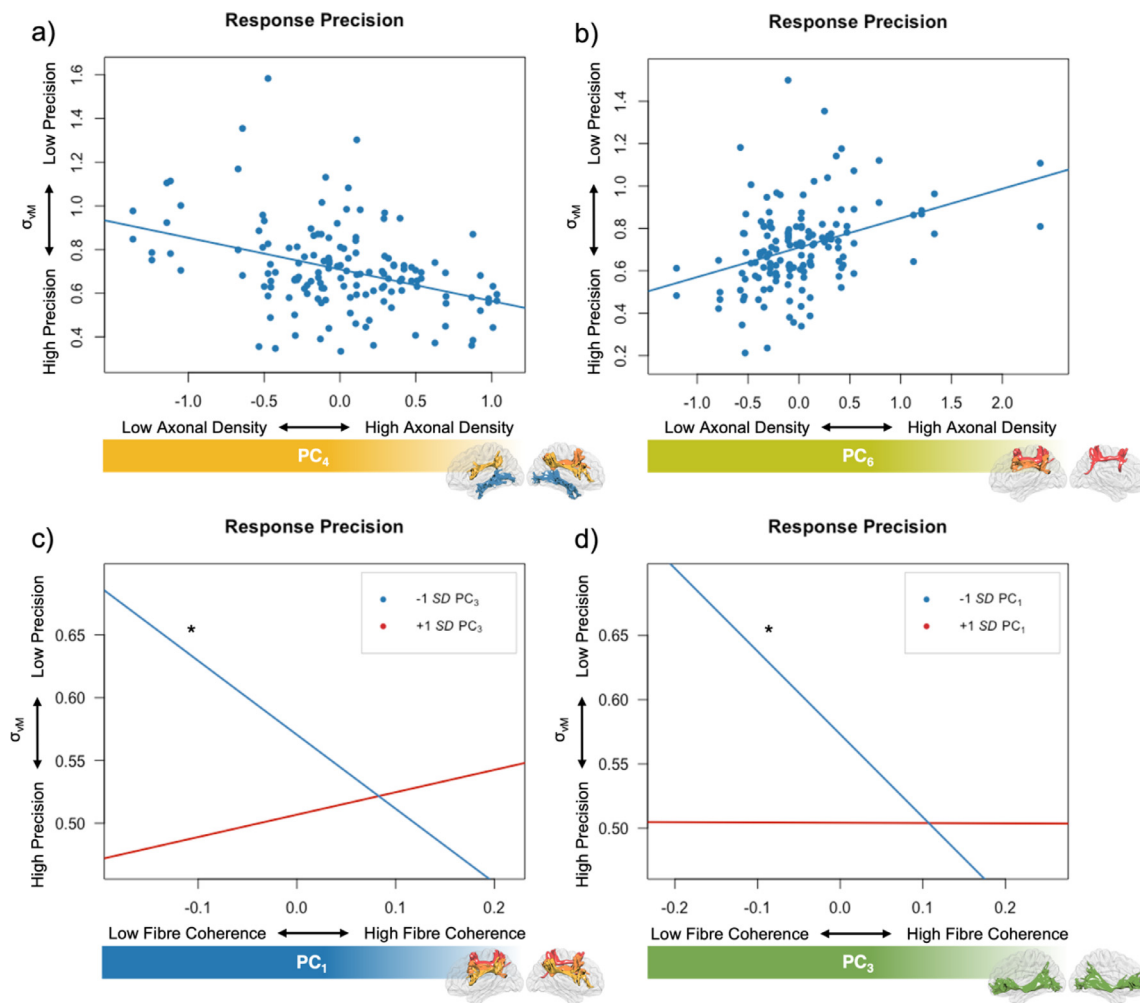 a)
Response Precision
Low Precision
σvM
High Precision
1.6
1.4
1.2
1.0
0.8
0.6
0.4
-1.0
-0.5
0.0
0.5
1.0
Low Axonal Density
High Axonal Density
PC4
b)
Response Precision
Low Precision
σvM
High Precision
1.4
1.2
1.0
0.8
0.6
0.4
0.2
-1.0
-0.5
0.0
0.5
1.0
1.5
2.0
Low Axonal Density
High Axonal Density
PC6
c)
Response Precision
Low Precision
σvM
High Precision
0.65
0.60
0.55
0.50
-1 SD PC3
+1 SD PC3
*
-0.1
0.0
0.1
0.2
Low Fibre Coherence
High Fibre Coherence
PC1
d)
Response Precision
Low Precision
σvM
High Precision
0.65
0.60
0.55
0.50
-1 SD PC1
+1 SD PC1
*
-0.2
-0.1
0.0
0.1
0.2
Low Fibre Coherence
High Fibre Coherence
PC3